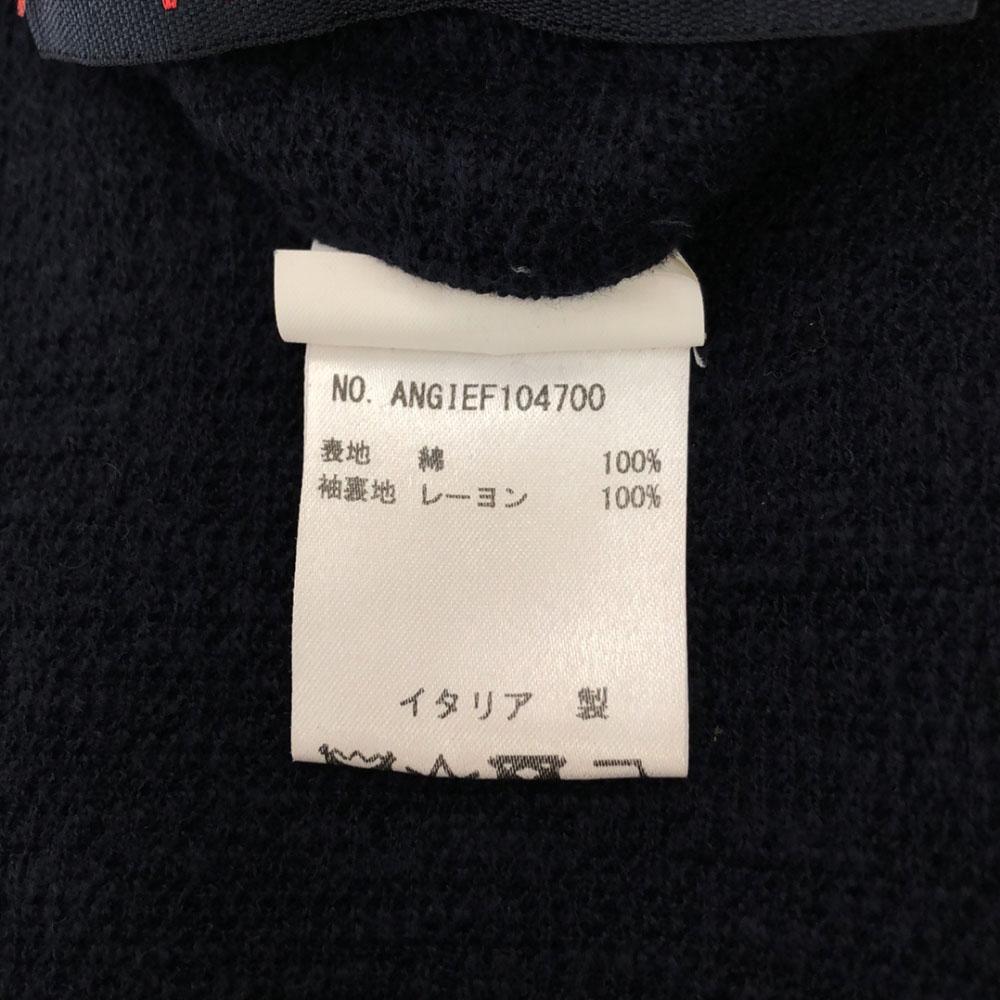 NO. ANGIEF104700
表地 綿 100%
袖裏地 レーヨン 100%
イタリア 製